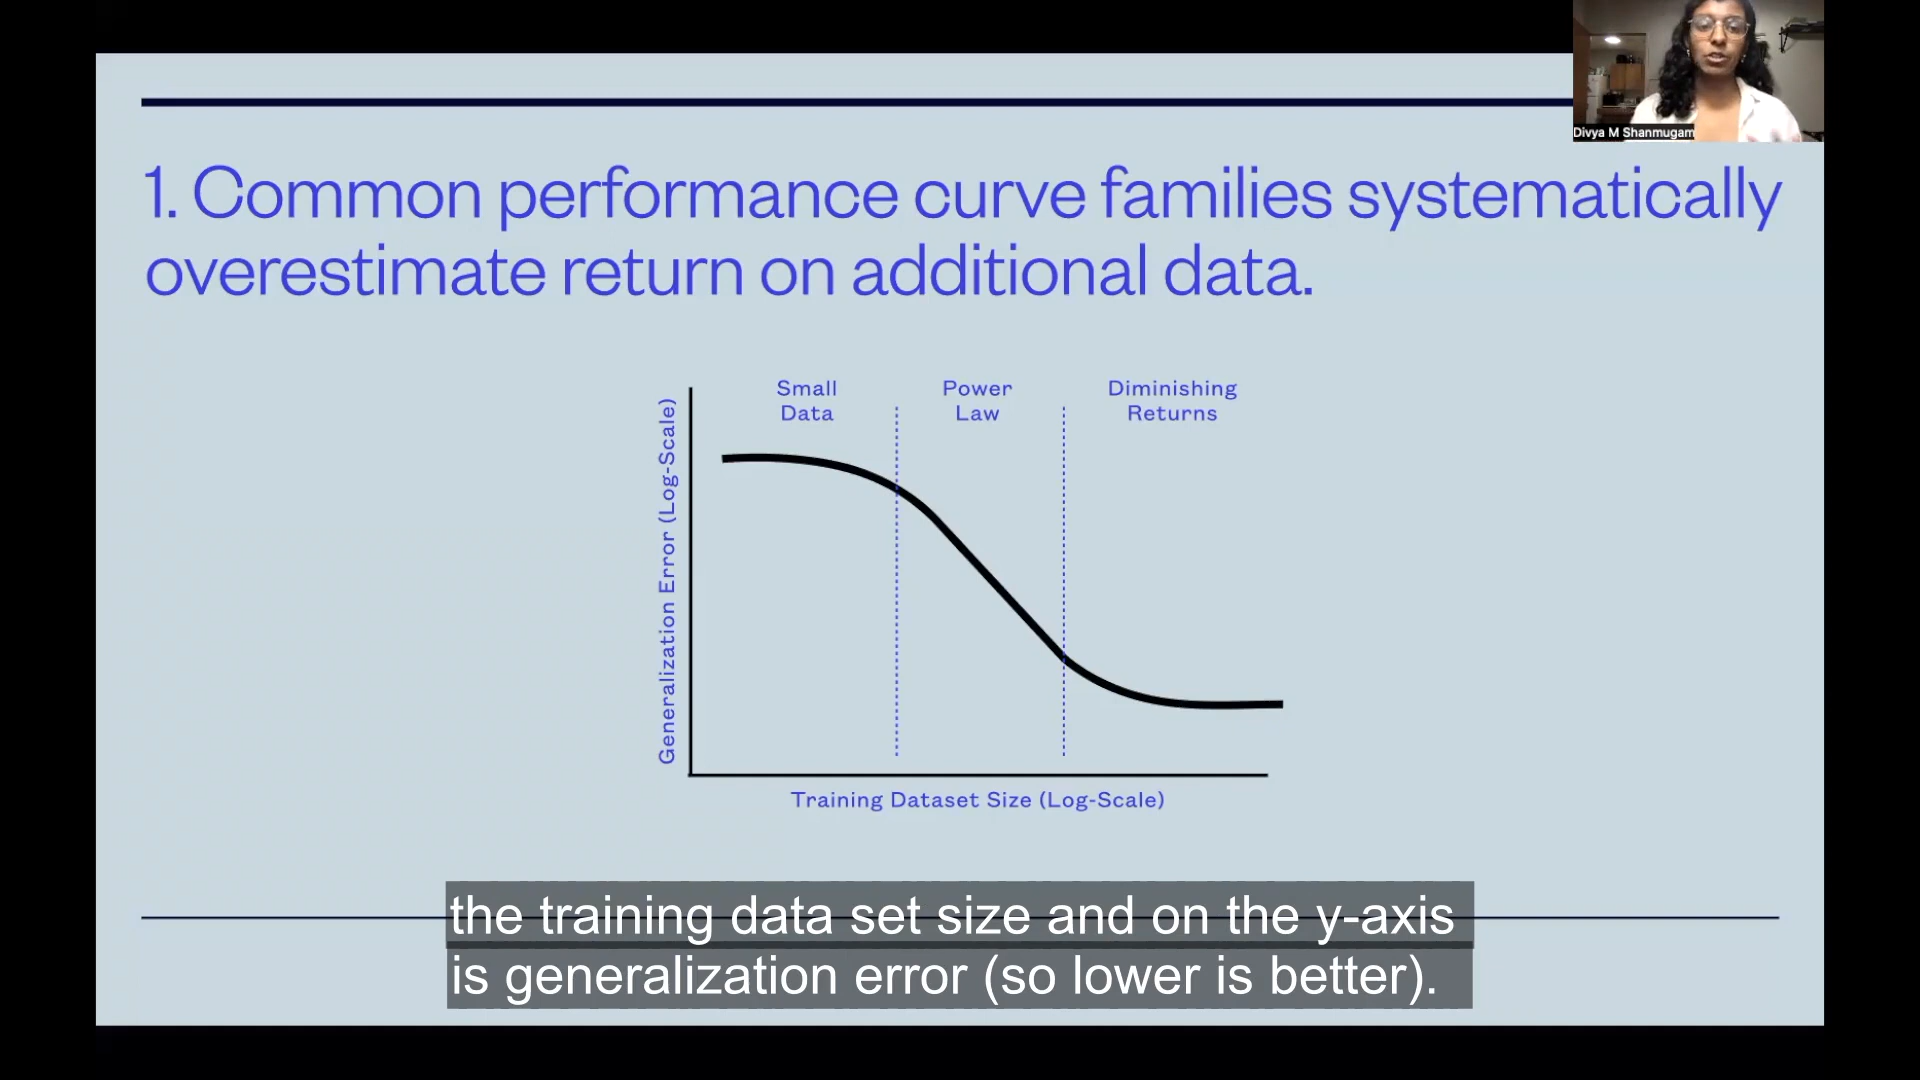 Divya M Shanmugam
1. Common performance curve families systematically
overestimate return on additional data.
Small
Data
Power
Law
Diminishing
Returns
Generalization Error (Log-Scale)
Training Dataset Size (Log-Scale)
the training data set size and on the y-axis
is generalization error (so lower is better).